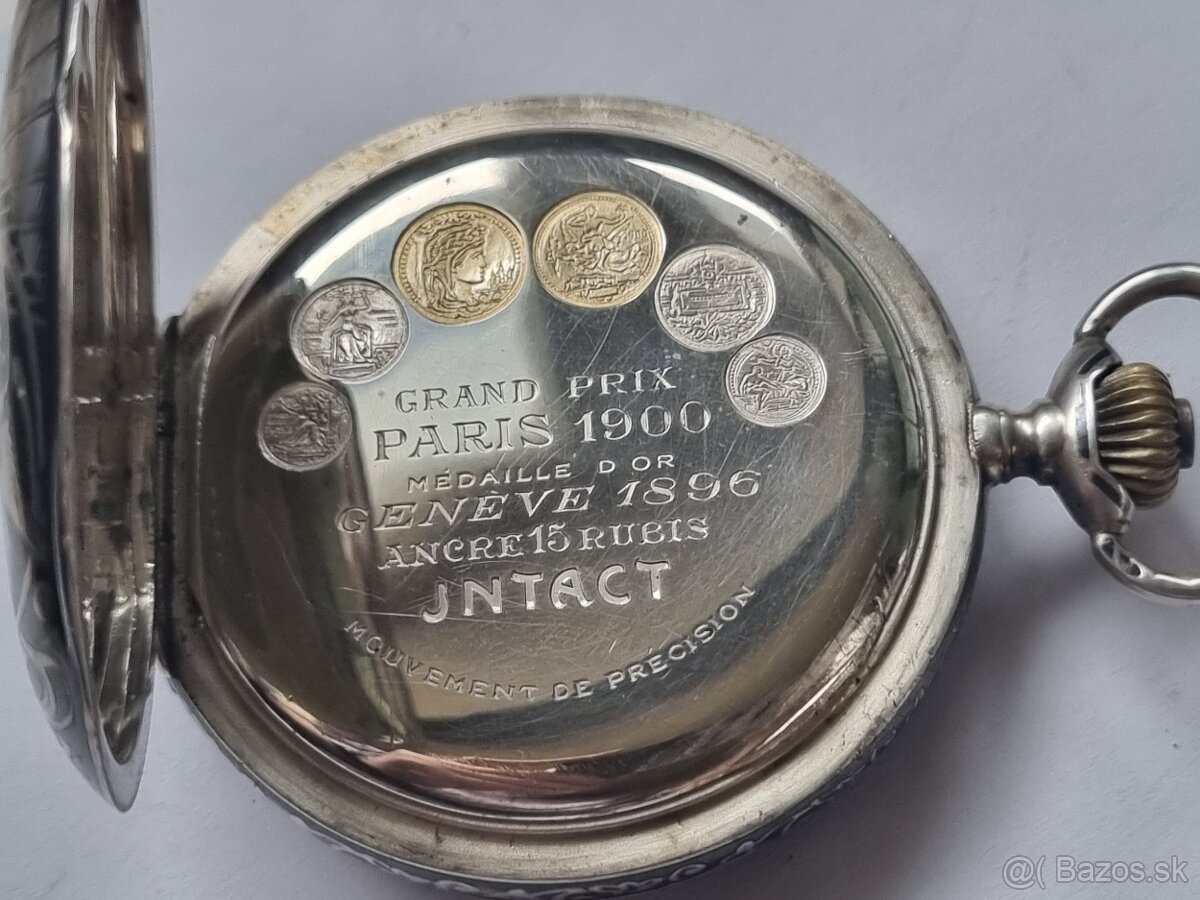 GRAND PRIX
PARIS 1900
MÉDAILLE D'OR
GENÈVE 1896
ANCRE 15 RUBIS
JNTACT
MOUVEMENT DE PRÉCISION
@( Bazos.sk